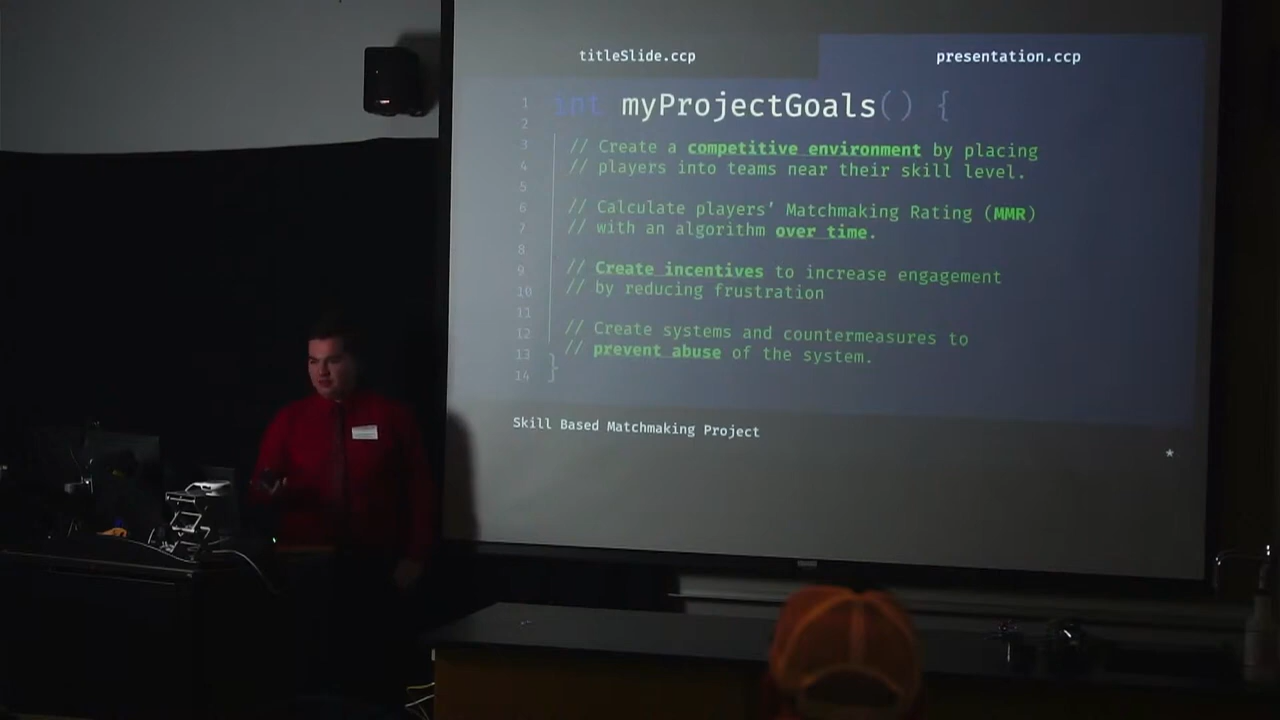 titleSlide.ccp presentation.ccp
1 int myProjectGoals() {
2
3 // Create a competitive environment by placing
4 // players into teams near their skill level.
5
6 // Calculate players’ Matchmaking Rating (MMR)
7 // with an algorithm over time.
8
9 // Create incentives to increase engagement
10 // by reducing frustration
11
12 // Create systems and countermeasures to
13 // prevent abuse of the system.
14 }
Skill Based Matchmaking Project
*